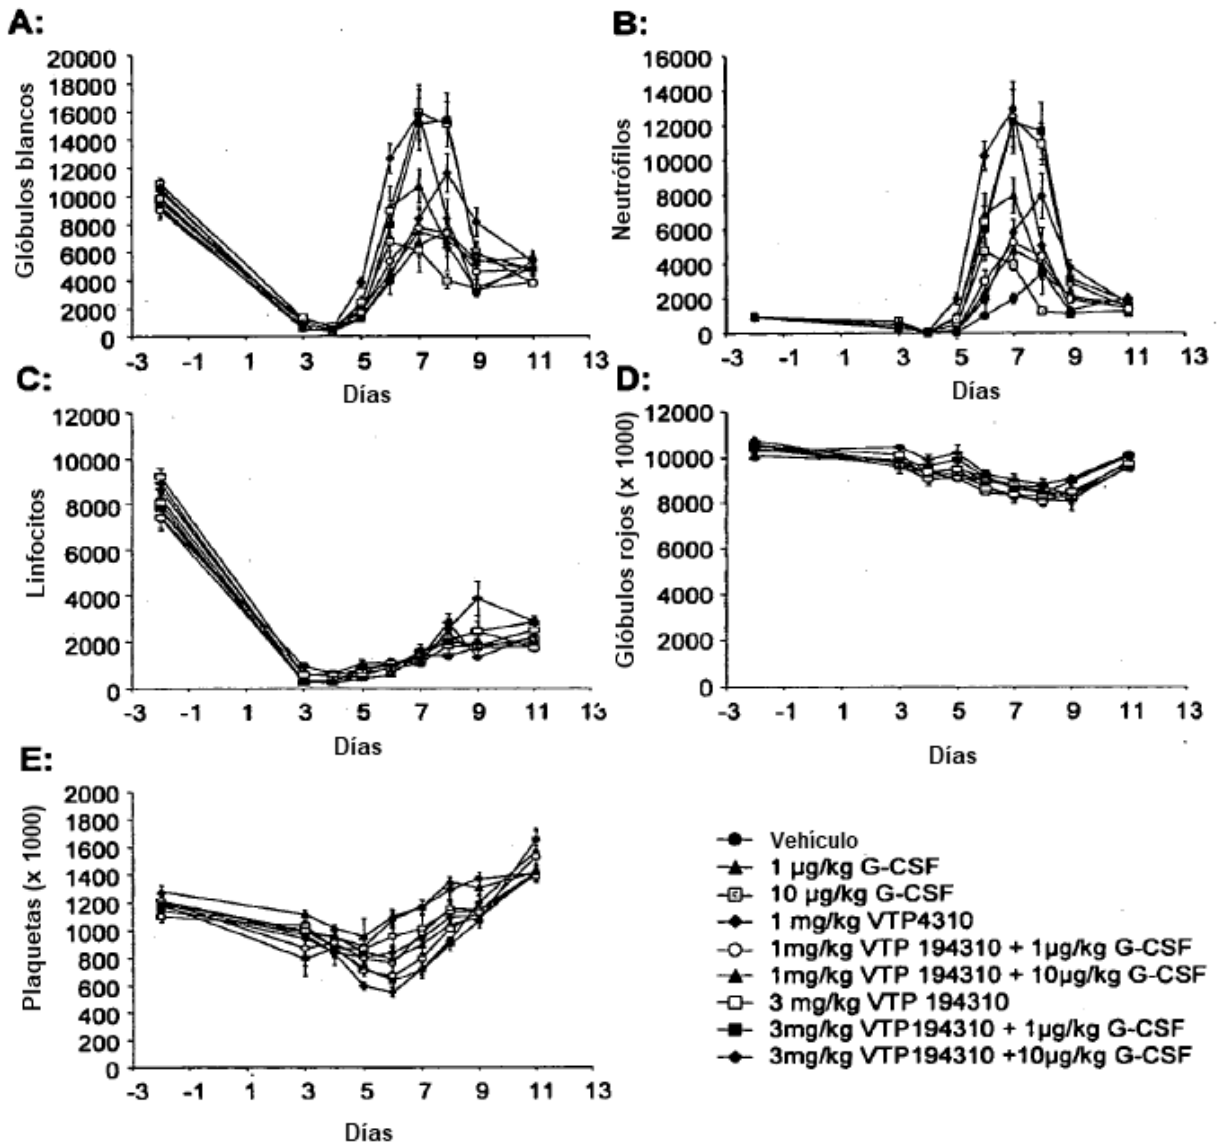 A:
Glóbulos blancos
20000
18000
16000
14000
12000
10000
8000
6000
4000
2000
0
-3 -1 1 3 5 7 9 11 13
Días
B:
Neutrófilos
16000
14000
12000
10000
8000
6000
4000
2000
0
-3 -1 1 3 5 7 9 11 13
Días
C:
Linfocitos
12000
10000
8000
6000
4000
2000
0
-3 -1 1 3 5 7 9 11 13
Días
D:
Glóbulos rojos (x 1000)
12000
10000
8000
6000
4000
2000
0
-3 -1 1 3 5 7 9 11 13
Días
E:
Plaquetas (x 1000)
2000
1800
1600
1400
1200
1000
800
600
400
200
0
-3 -1 1 3 5 7 9 11 13
Días
Vehículo
1 µg/kg G-CSF
10 µg/kg G-CSF
1 mg/kg VTP4310
1mg/kg VTP 194310 + 1µg/kg G-CSF
1mg/kg VTP 194310 + 10µg/kg G-CSF
3 mg/kg VTP 194310
3mg/kg VTP194310 + 1µg/kg G-CSF
3mg/kg VTP194310 +10µg/kg G-CSF